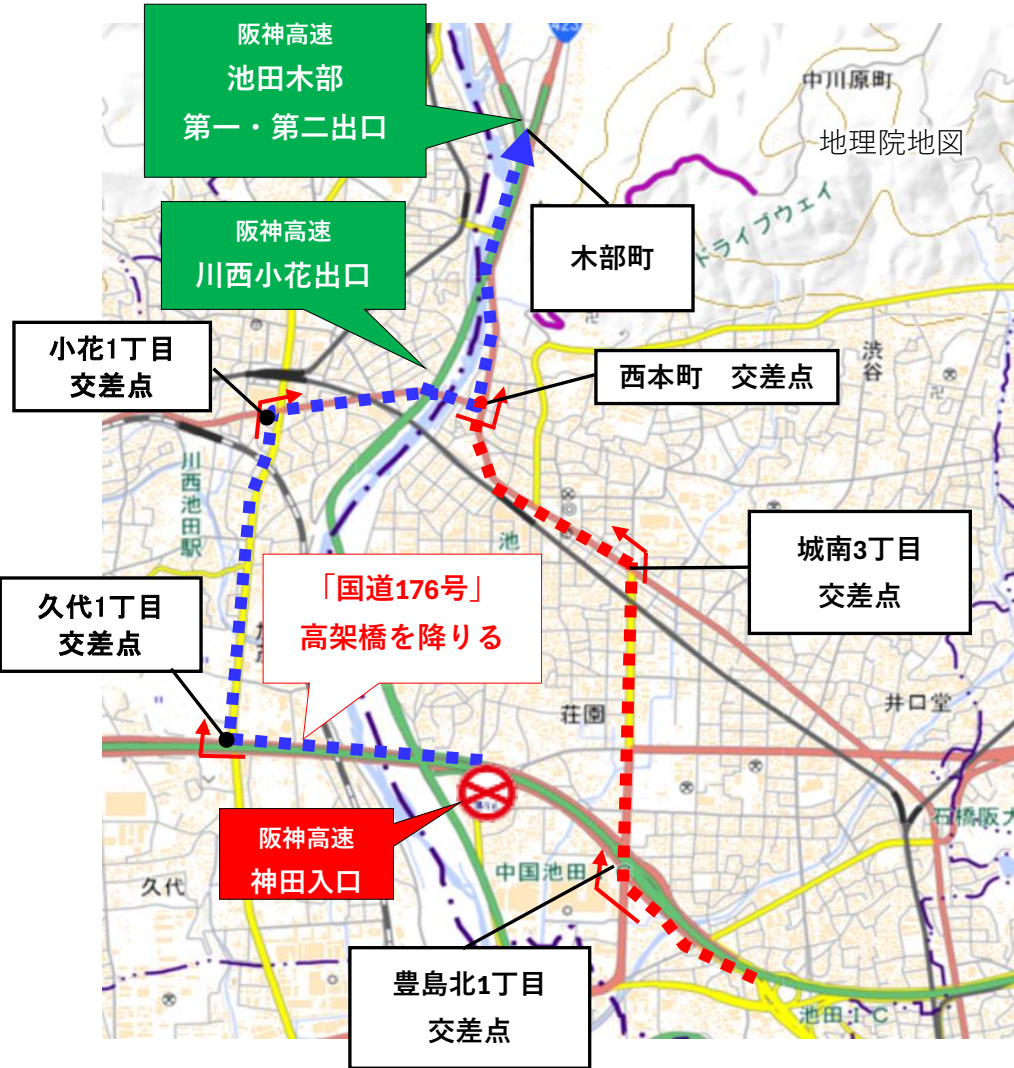 阪神高速
池田木部
第一・第二出口
423
中川原町
地理院地図
ドライブウェイ
木部町
阪神高速
川西小花出口
小花1丁目
交差点
西本町　交差点
渋谷
川西池田駅
池
城南3丁目
交差点
「国道176号」
高架橋を降りる
久代1丁目
交差点
荘園
井口堂
阪神高速
神田入口
石橋阪大
中国池田
久代
豊島北1丁目
交差点
池田ＩＣ